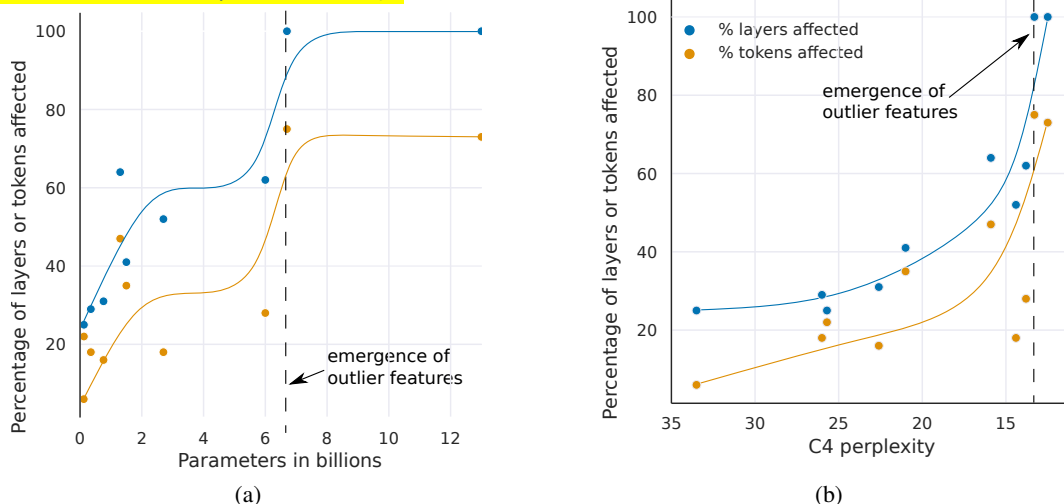 Percentage of layers or tokens affected
100
80
60
40
20
0 2 4 6 8 10 12
Parameters in billions
emergence of
outlier features
(a)
Percentage of layers or tokens affected
100
80
60
40
20
% layers affected
% tokens affected
emergence of
outlier features
35 30 25 20 15
C4 perplexity
(b)